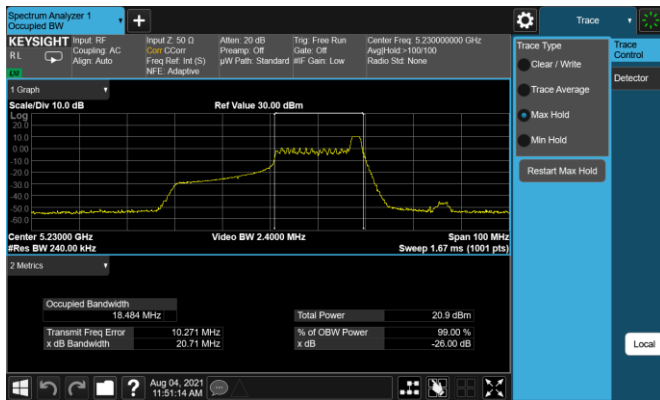 Spectrum Analyzer 1
Occupied BW
Trace
KEYSIGHT
Input: RF
Input Z: 50 Ω
Atten: 20 dB
Trig: Free Run
Center Freq: 5.230000000 GHz
RL
Coupling: AC
Corr CCorr
Preamp: Off
Gate: Off
Avg|Hold:>100/100
Align: Auto
Freq Ref: Int (S)
µW Path: Standard
#IF Gain: Low
Radio Std: None
NFE: Adaptive
Trace Type
Clear / Write
Trace Average
Max Hold
Min Hold
Restart Max Hold
Trace
Control
Detector
Local
1 Graph
Scale/Div 10.0 dB
Ref Value 30.00 dBm
Log
20.0
10.0
0.00
-10.0
-20.0
-30.0
-40.0
-50.0
-60.0
Center 5.23000 GHz
Video BW 2.4000 MHz
Span 100 MHz
#Res BW 240.00 kHz
Sweep 1.67 ms (1001 pts)
2 Metrics
Occupied Bandwidth
18.484 MHz
Total Power
20.9 dBm
Transmit Freq Error
10.271 MHz
% of OBW Power
99.00 %
x dB Bandwidth
20.71 MHz
x dB
-26.00 dB
Aug 04, 2021
11:51:14 AM